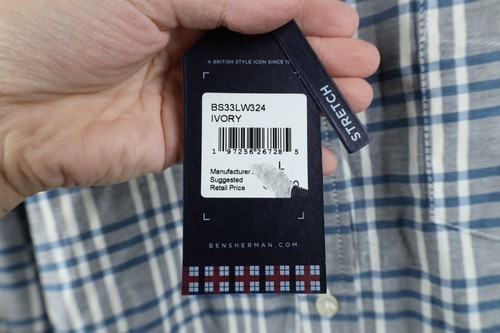 A BRITISH STYLE ICON SINCE
STRETCH
BS33LW324
IVORY
1 97256 26728 5
L
Manufacturer
Suggested
Retail Price
BENSHERMAN.COM